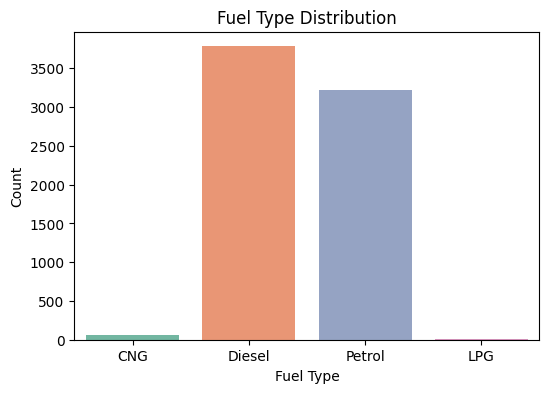 Fuel Type Distribution
3500
3000
2500
2000
1500
1000
500
0
Count
CNG Diesel Petrol LPG
Fuel Type